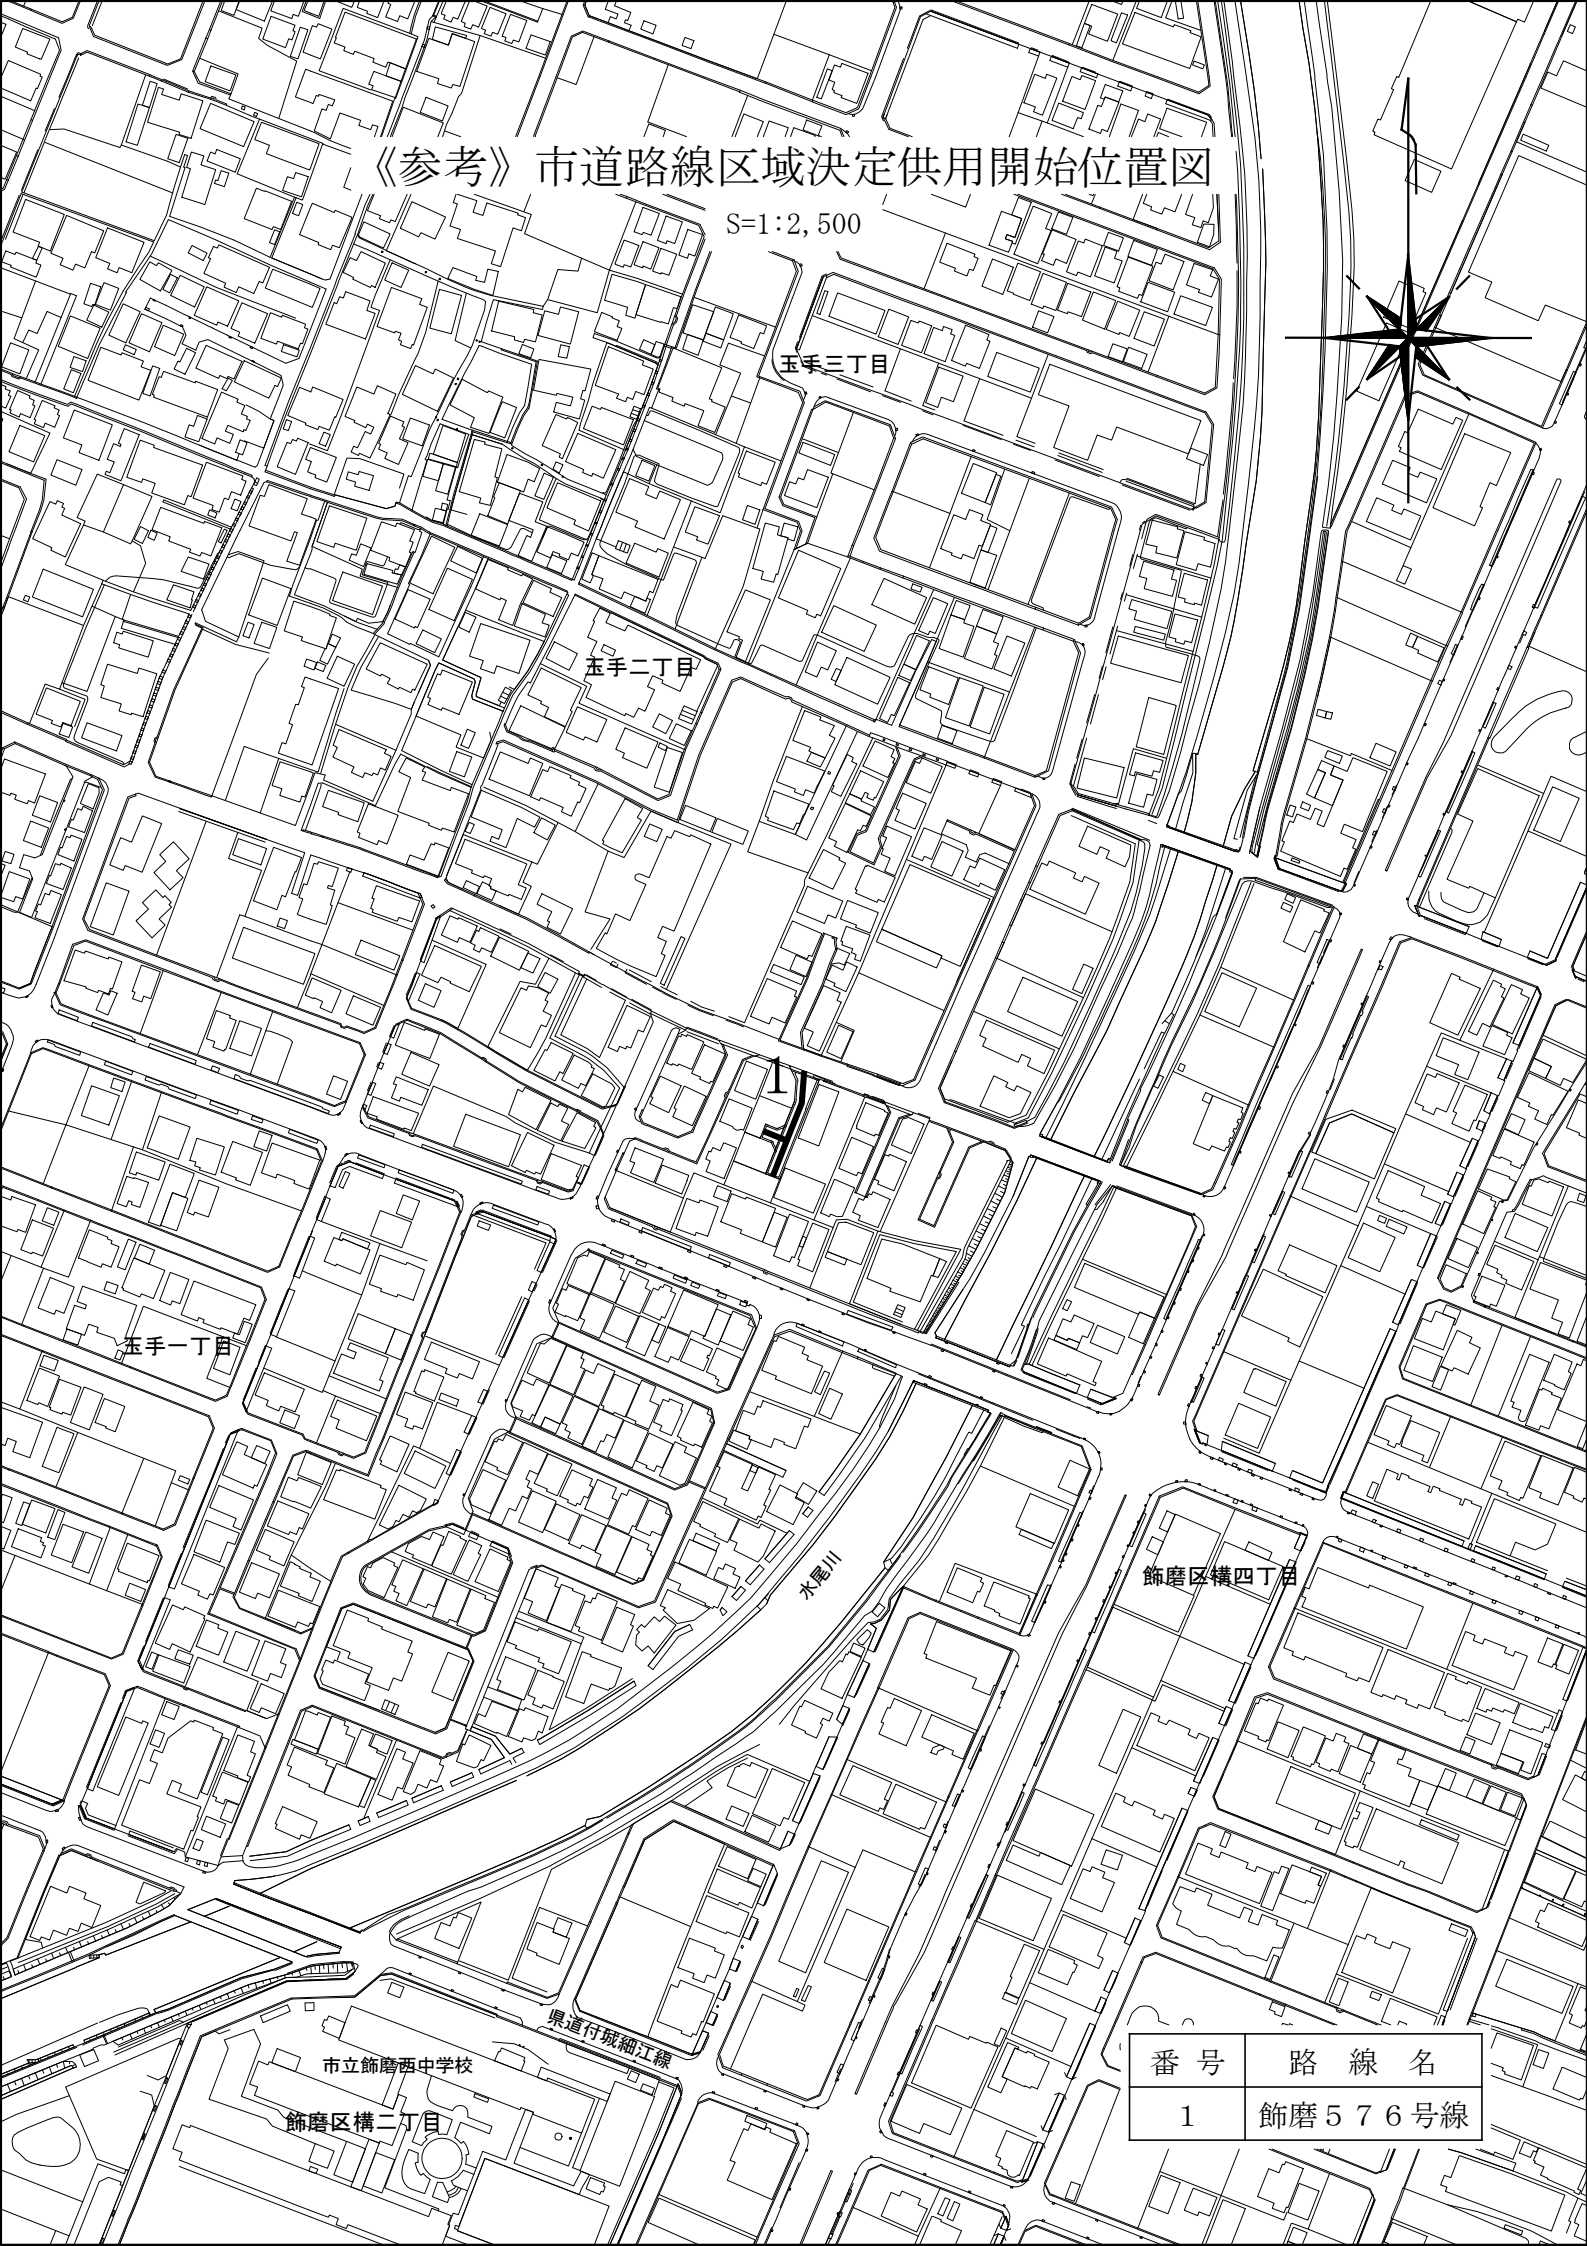 《参考》市道路線区域決定供用開始位置図
S=1:2,500
玉手三丁目
玉手二丁目
1
玉手一丁目
水尾川
飾磨区構四丁目
県道付城細江線
市立飾磨西中学校
飾磨区構二丁目
番号 路線名
１ 飾磨５７６号線